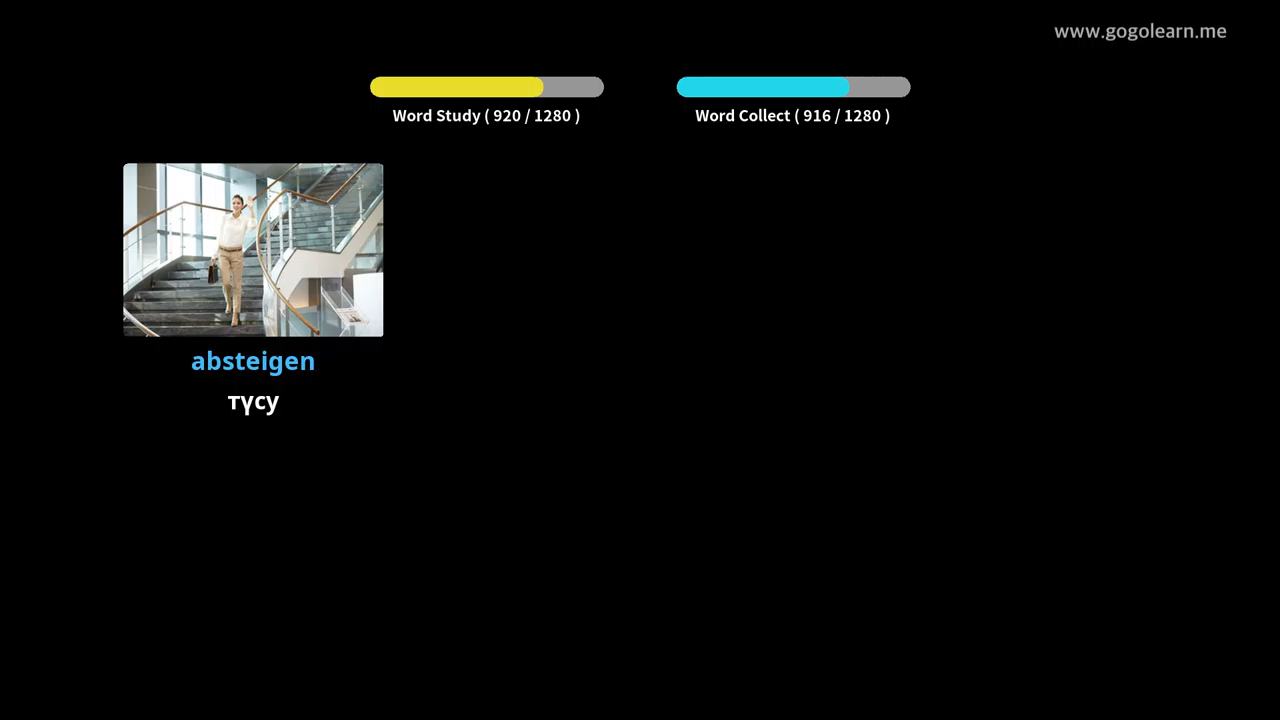 www.gogolearn.me
Word Study ( 920 / 1280 )
Word Collect ( 916 / 1280 )
absteigen
түсу